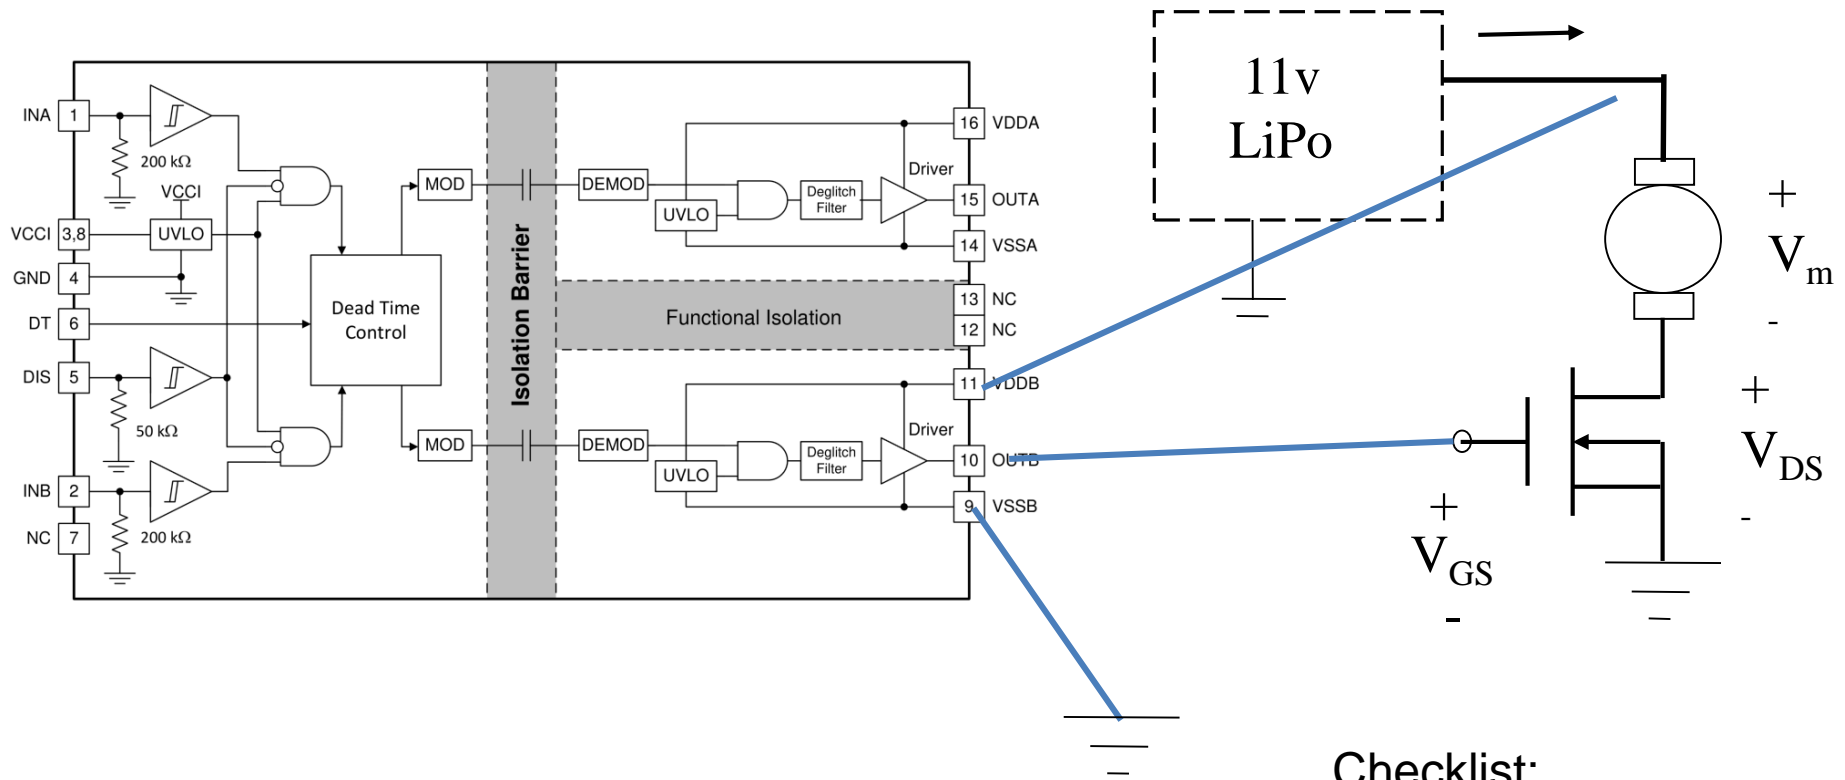 INA
1
200 kΩ
VCCI
VCCI
3,8
UVLO
GND
4
DT
6
DIS
5
50 kΩ
INB
2
NC
7
200 kΩ
Dead Time
Control
MOD
MOD
Isolation Barrier
DEMOD
UVLO
Deglitch
Filter
Driver
16
VDDA
15
OUTA
14
VSSA
Functional Isolation
13
NC
12
NC
DEMOD
UVLO
Deglitch
Filter
Driver
11
VDDB
10
OUTB
9
VSSB
11v
LiPo
+
Vm
-
+
VDS
-
+
VGS
-
Checklist: